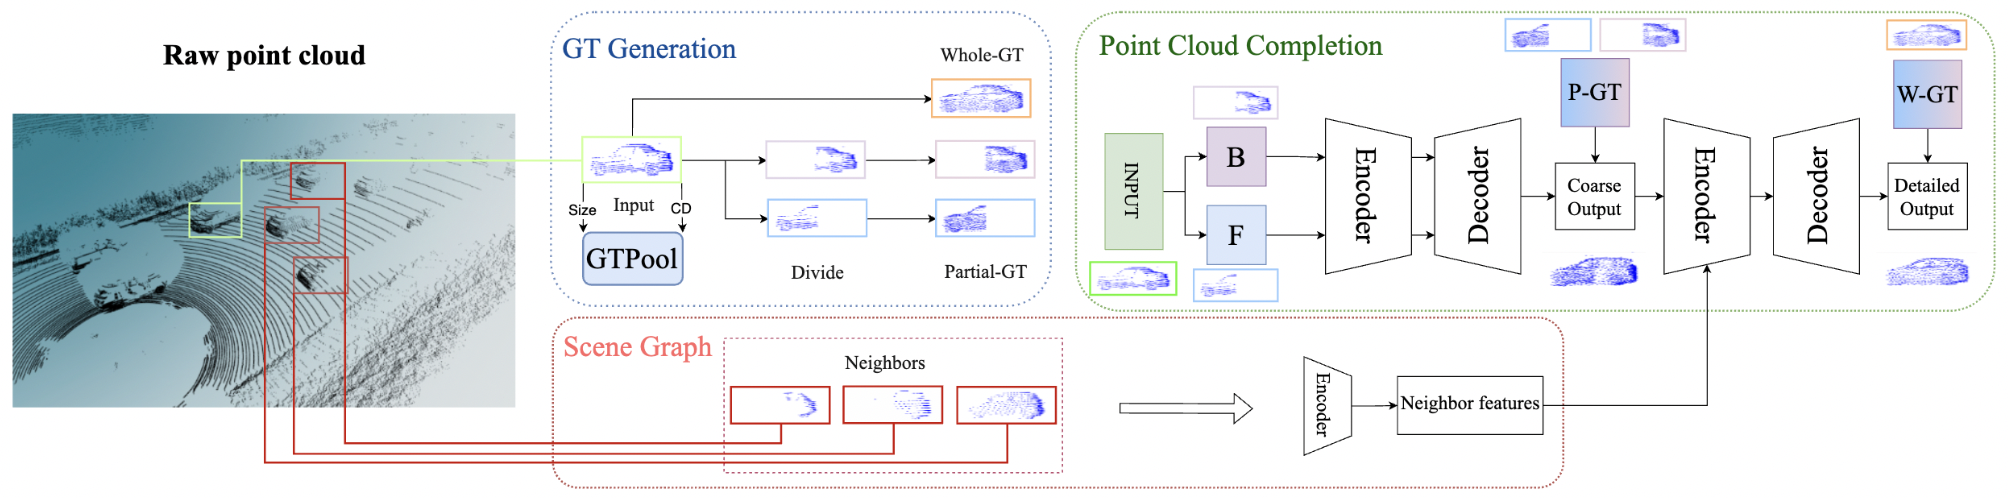 Raw point cloud
GT Generation
Whole-GT
Size
Input
CD
GTPool
Divide
Partial-GT
Point Cloud Completion
INPUT
B
F
Encoder
Decoder
P-GT
Coarse
Output
Encoder
Decoder
W-GT
Detailed
Output
Scene Graph
Neighbors
Encoder
Neighbor features